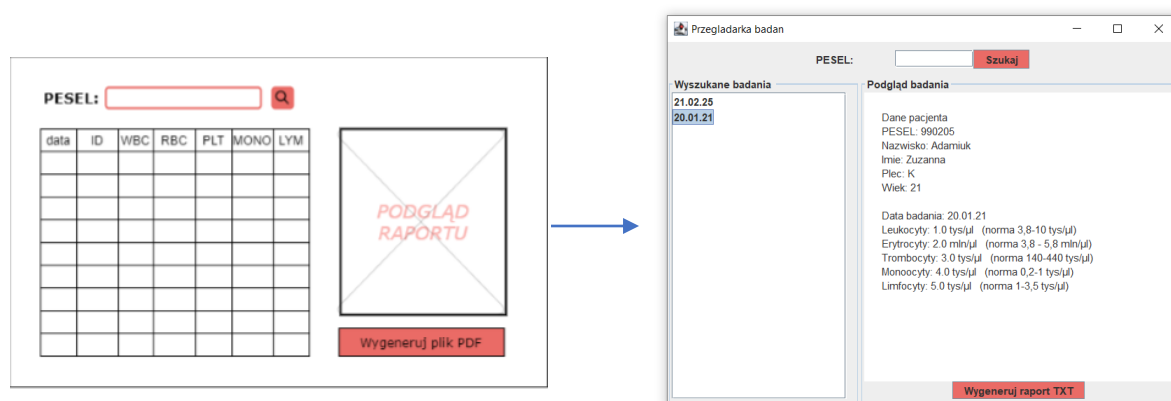 PESEL:
data ID WBC RBC PLT MONO LYM
PODGLĄD
RAPORTU
Wygeneruj plik PDF
Przegladarka badan
PESEL:
Szukaj
Wyszukane badania
21.02.25
20.01.21
Podgląd badania
Dane pacjenta
PESEL: 990205
Nazwisko: Adamiuk
Imie: Zuzanna
Plec: K
Wiek: 21
Data badania: 20.01.21
Leukocyty: 1.0 tys/µl (norma 3,8-10 tys/µl)
Erytrocyty: 2.0 mln/µl (norma 3,8 - 5,8 mln/µl)
Trombocyty: 3.0 tys/µl (norma 140-440 tys/µl)
Monoocyty: 4.0 tys/µl (norma 0,2-1 tys/µl)
Limfocyty: 5.0 tys/µl (norma 1-3,5 tys/µl)
Wygeneruj raport TXT